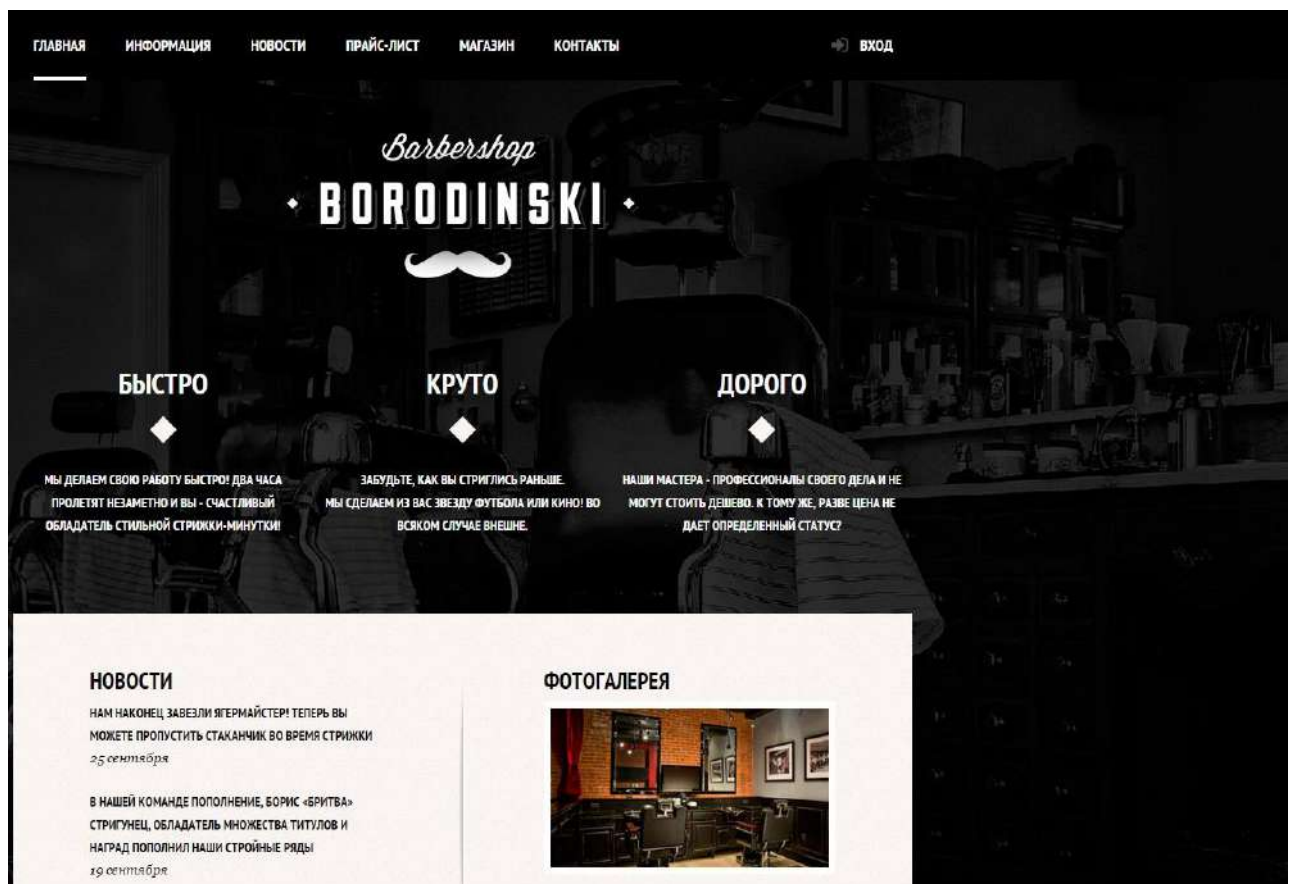 ГЛАВНАЯ ИНФОРМАЦИЯ НОВОСТИ ПРАЙС-ЛИСТ МАГАЗИН КОНТАКТЫ ВХОД
Barbershop
BORODINSKI
БЫСТРО
МЫ ДЕЛАЕМ СВОЮ РАБОТУ БЫСТРО! ДВА ЧАСА
ПРОЛЕТЯТ НЕЗАМЕТНО И ВЫ - СЧАСТЛИВЫЙ
ОБЛАДАТЕЛЬ СТИЛЬНОЙ СТРИЖКИ-МИНУТКИ!
КРУТО
ЗАБУДЬТЕ, КАК ВЫ СТРИГЛИСЬ РАНЬШЕ.
МЫ СДЕЛАЕМ ИЗ ВАС ЗВЕЗДУ ФУТБОЛА ИЛИ КИНО! ВО
ВСЯКОМ СЛУЧАЕ ВНЕШНЕ.
ДОРОГО
НАШИ МАСТЕРА - ПРОФЕССИОНАЛЫ СВОЕГО ДЕЛА И НЕ
МОГУТ СТОИТЬ ДЕШЕВО. К ТОМУ ЖЕ, РАЗВЕ ЦЕНА НЕ
ДАЕТ ОПРЕДЕЛЕННЫЙ СТАТУС?
НОВОСТИ
НАМ НАКОНЕЦ ЗАВЕЗЛИ ЯГЕРМАЙСТЕР! ТЕПЕРЬ ВЫ
МОЖЕТЕ ПРОПУСТИТЬ СТАКАНЧИК ВО ВРЕМЯ СТРИЖКИ
25 сентября
В НАШЕЙ КОМАНДЕ ПОПОЛНЕНИЕ, БОРИС «БРИТВА»
СТРИГУНЕЦ, ОБЛАДАТЕЛЬ МНОЖЕСТВА ТИТУЛОВ И
НАГРАД ПОПОЛНИЛ НАШИ СТРОЙНЫЕ РЯДЫ
19 сентября
ФОТОГАЛЕРЕЯ